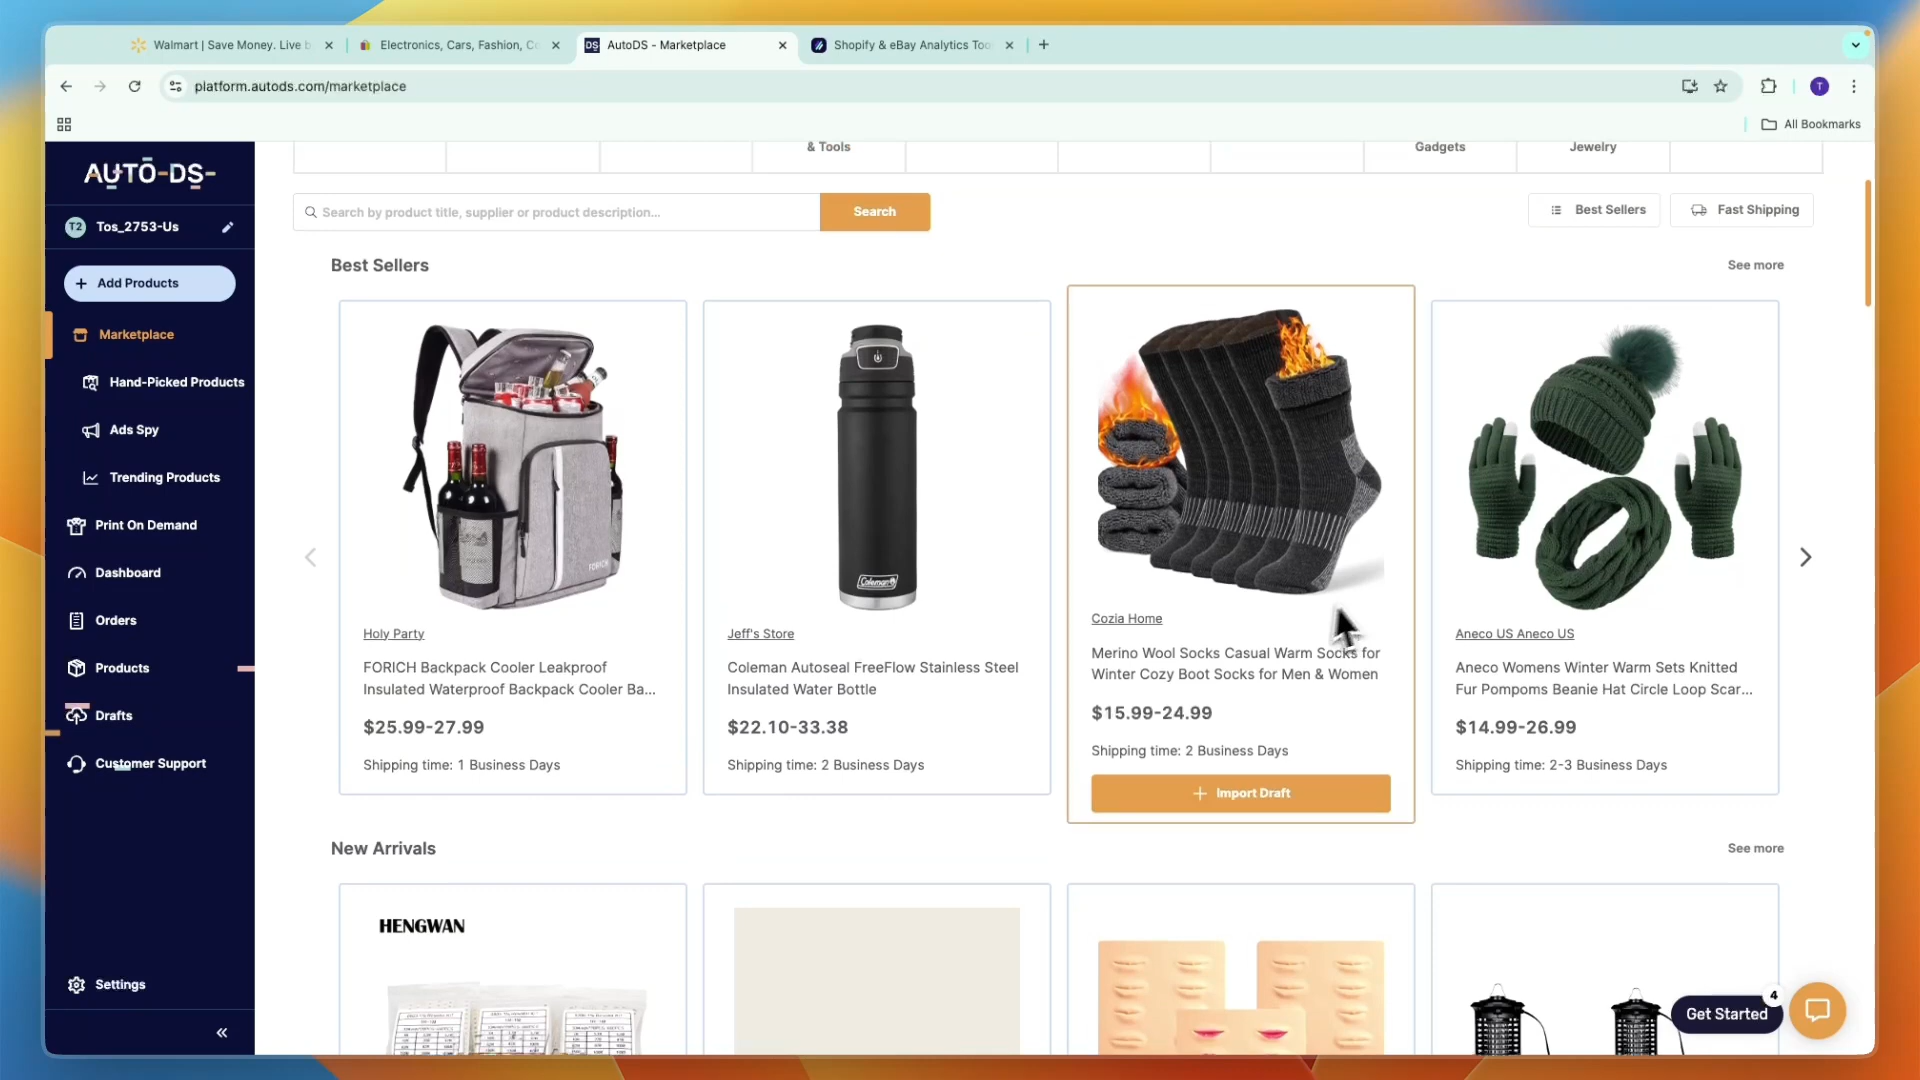 Walmart | Save Money. Live b
Electronics, Cars, Fashion, Co
DS AutoDS - Marketplace
Shopify & eBay Analytics Too
platform.autods.com/marketplace
T
All Bookmarks
AUTO-DS-
T2 Tos_2753-Us
Add Products
Marketplace
Hand-Picked Products
Ads Spy
Trending Products
Print On Demand
Dashboard
Orders
Products
Drafts
Customer Support
Settings
& Tools
Gadgets
Jewelry
Search by product title, supplier or product description...
Search
Best Sellers
Fast Shipping
Best Sellers
See more
Coleman
FORICH
Holy Party
FORICH Backpack Cooler Leakproof
Insulated Waterproof Backpack Cooler Ba...
$25.99-27.99
Shipping time: 1 Business Days
Jeff's Store
Coleman Autoseal FreeFlow Stainless Steel
Insulated Water Bottle
$22.10-33.38
Shipping time: 2 Business Days
Cozia Home
Merino Wool Socks Casual Warm Socks for
Winter Cozy Boot Socks for Men & Women
$15.99-24.99
Shipping time: 2 Business Days
+ Import Draft
Aneco US Aneco US
Aneco Womens Winter Warm Sets Knitted
Fur Pompoms Beanie Hat Circle Loop Scar...
$14.99-26.99
Shipping time: 2-3 Business Days
New Arrivals
See more
HENGWAN
Get Started
4